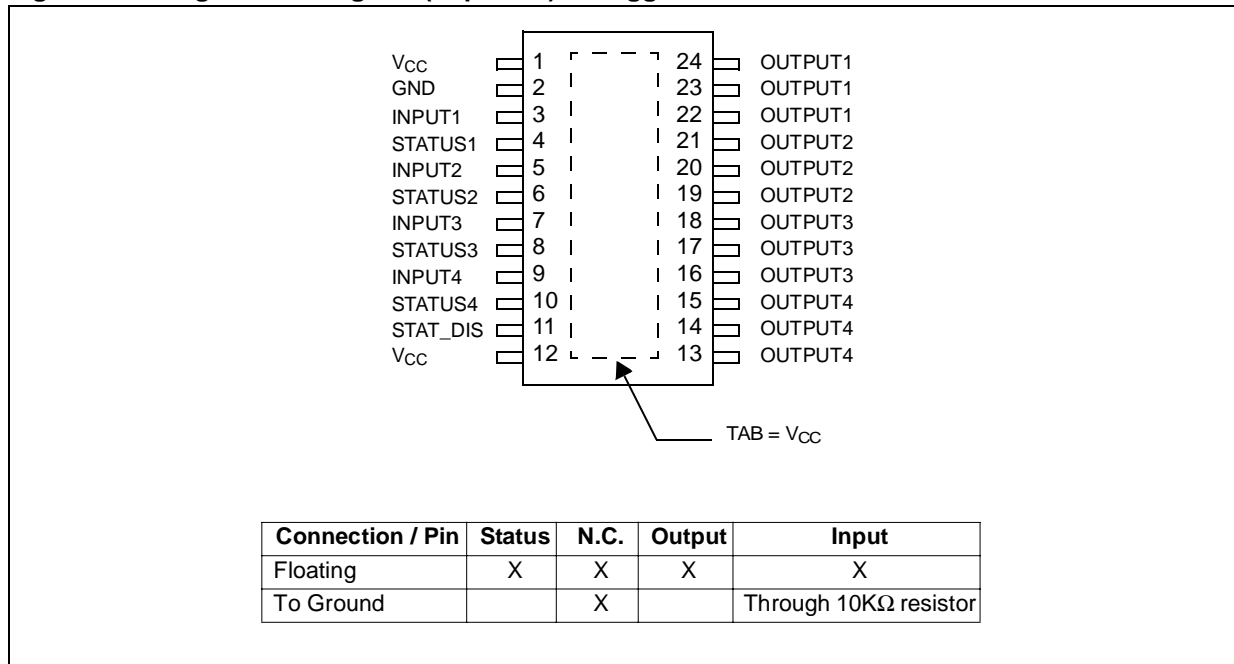 VCC 1 24 OUTPUT1
GND 2 23 OUTPUT1
INPUT1 3 22 OUTPUT1
STATUS1 4 21 OUTPUT2
INPUT2 5 20 OUTPUT2
STATUS2 6 19 OUTPUT2
INPUT3 7 18 OUTPUT3
STATUS3 8 17 OUTPUT3
INPUT4 9 16 OUTPUT3
STATUS4 10 15 OUTPUT4
STAT_DIS 11 14 OUTPUT4
VCC 12 13 OUTPUT4
TAB = VCC
Connection / Pin Status N.C. Output Input
Floating X X X X
To Ground X Through 10KΩ resistor